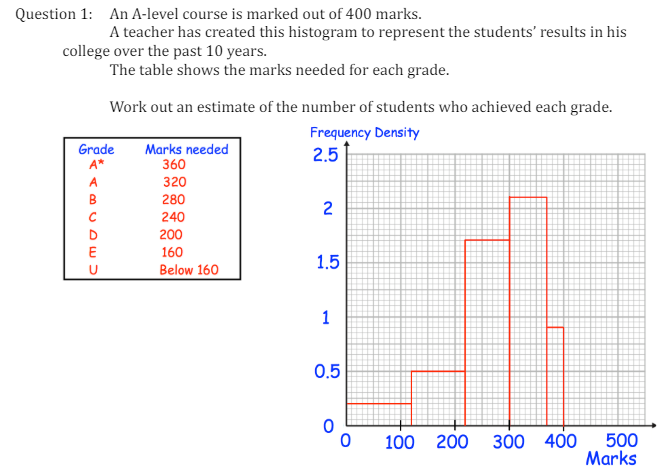 Question 1: An A-level course is marked out of 400 marks.
A teacher has created this histogram to represent the students’ results in his
college over the past 10 years.
The table shows the marks needed for each grade.
Work out an estimate of the number of students who achieved each grade.
Grade Marks needed
A* 360
A 320
B 280
C 240
D 200
E 160
U Below 160
Frequency Density
2.5
2
1.5
1
0.5
0
0 100 200 300 400 500
Marks